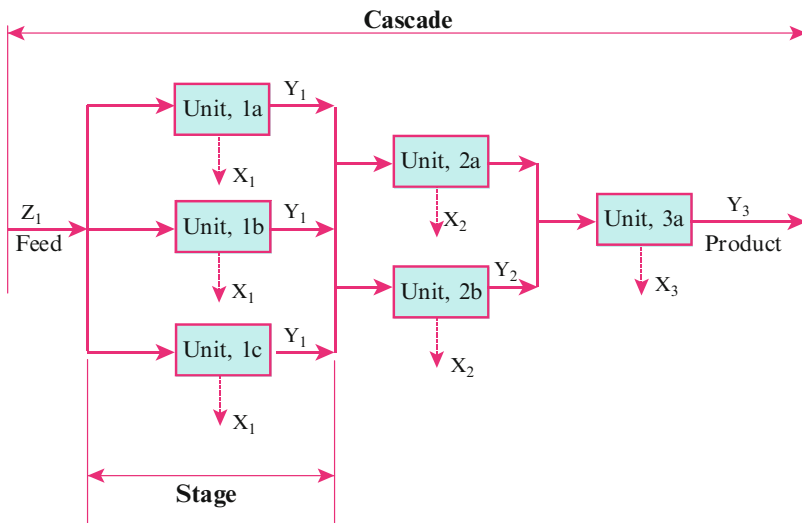 Cascade
Y₁
Unit, 1a
X₁
Unit, 2a
X₂
Z₁
Feed
Y₁
Unit, 1b
X₁
Y₃
Unit, 3a
Product
X₃
Y₂
Unit, 2b
X₂
Y₁
Unit, 1c
X₁
Stage